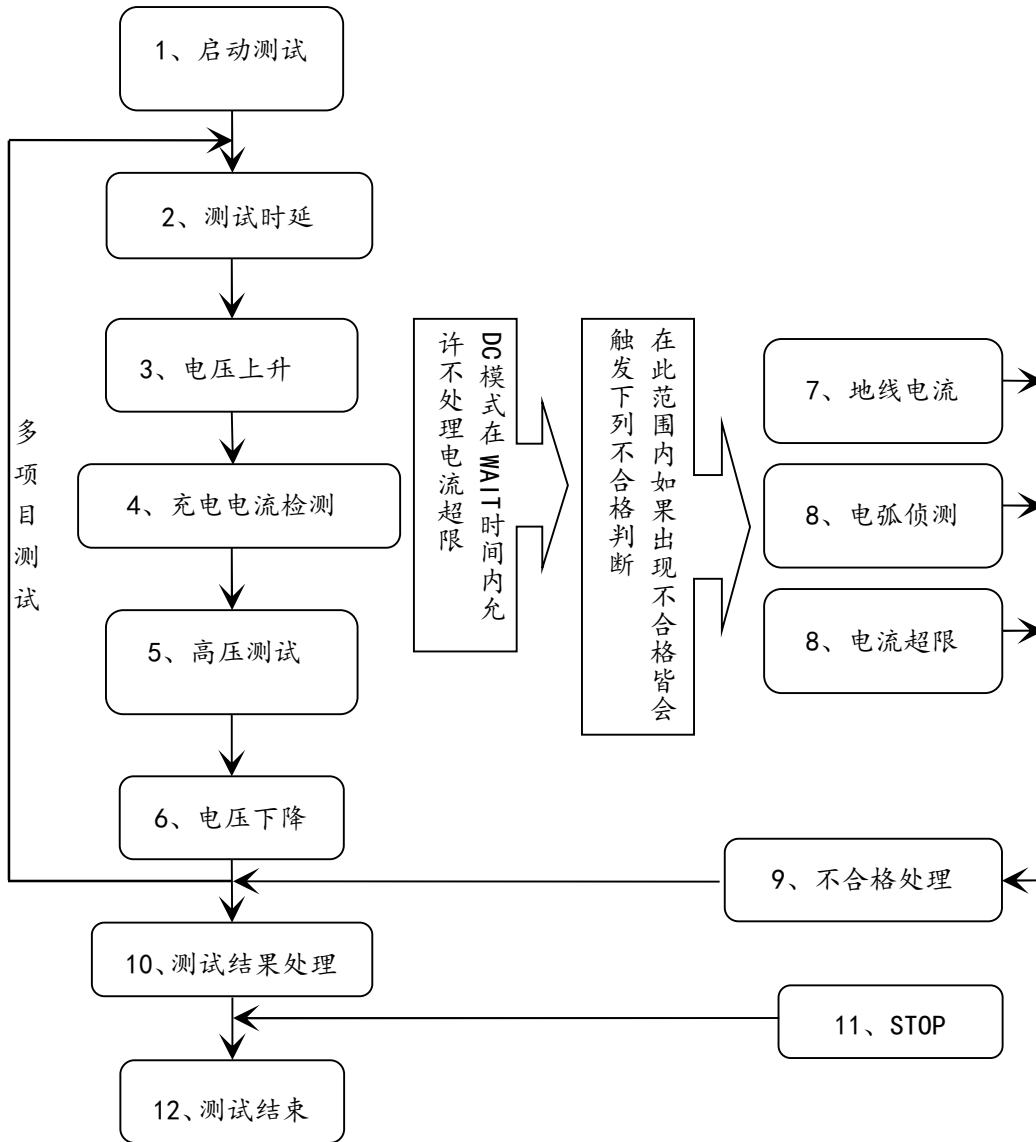 1、启动测试
2、测试时延
3、电压上升
4、充电电流检测
5、高压测试
6、电压下降
多项目测试
DC模式在WAIT时间内允
许不处理电流超限
在此范围内如果出现不合格皆会
触发下列不合格判断
7、地线电流
8、电弧侦测
8、电流超限
9、不合格处理
10、测试结果处理
11、STOP
12、测试结束